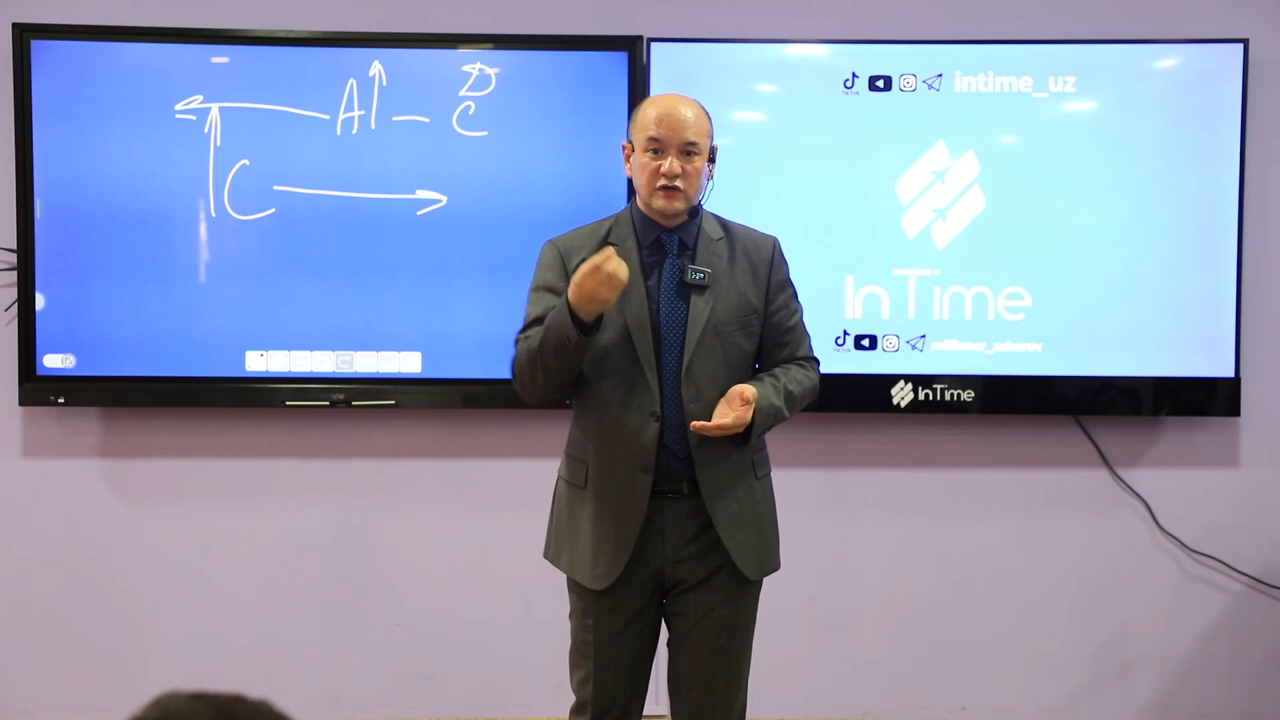 D
A — C
C
intime_uz
InTime
InTime